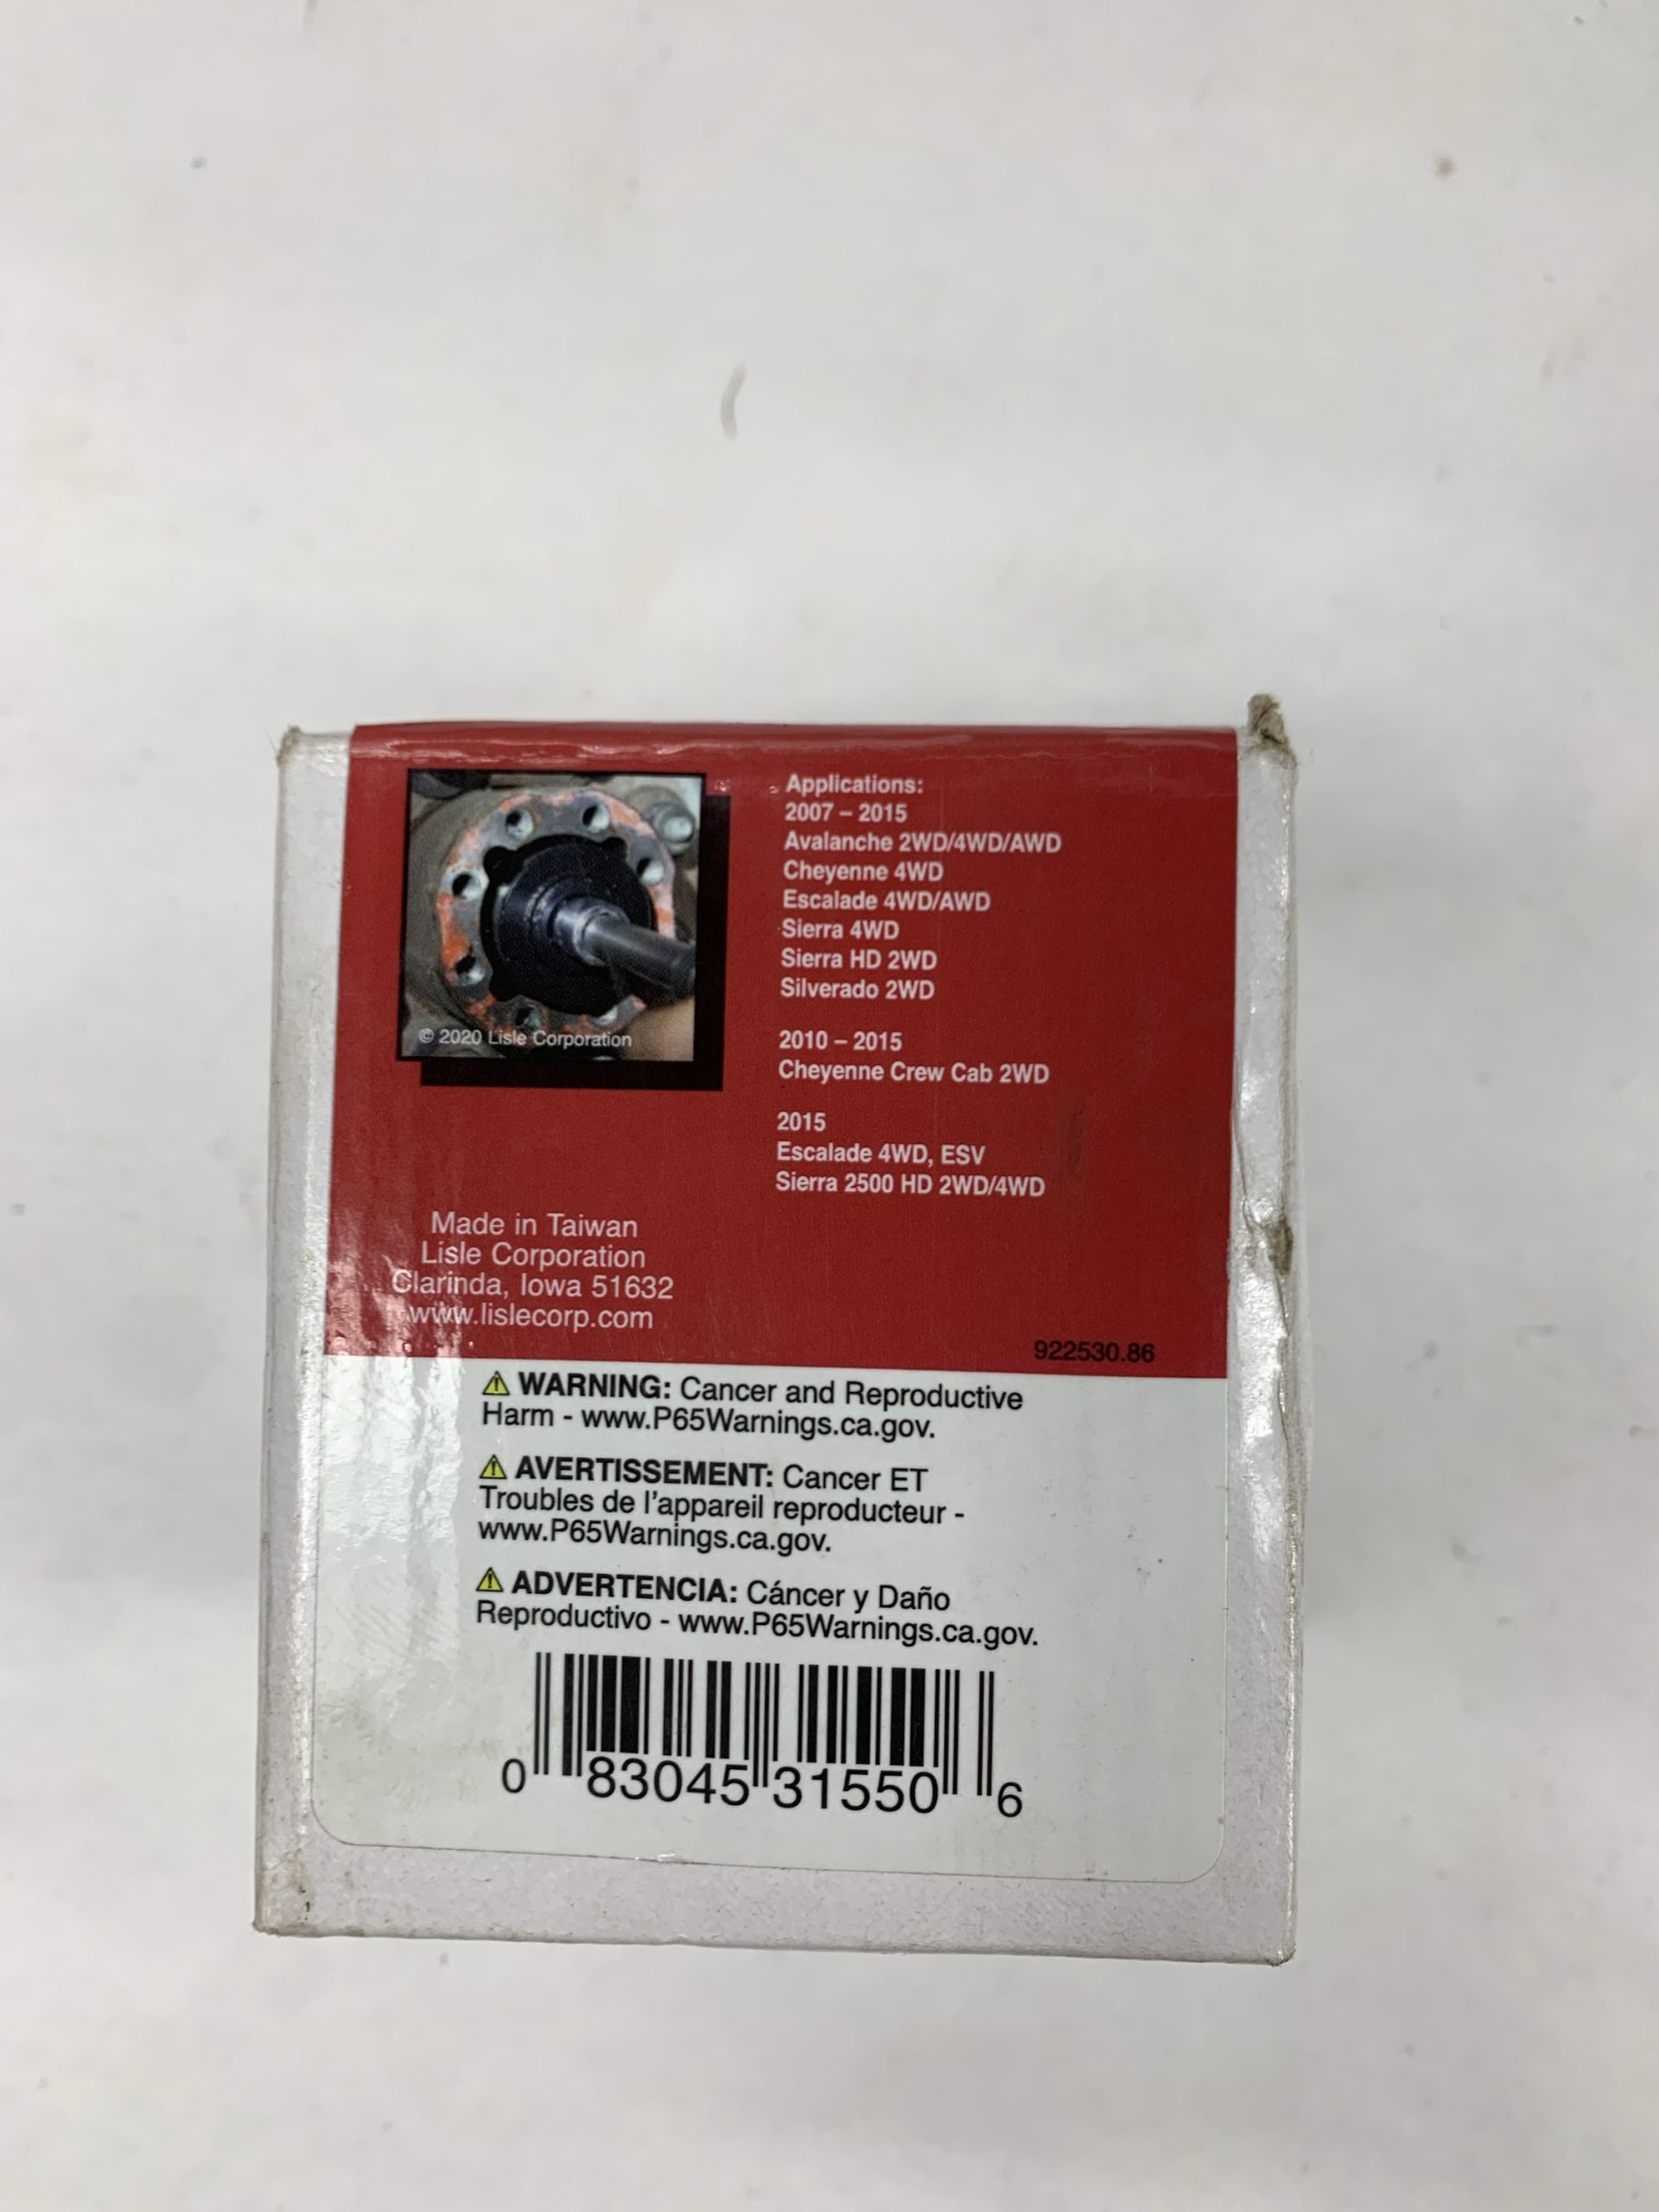 © 2020 Lisle Corporation
Applications:
2007 – 2015
Avalanche 2WD/4WD/AWD
Cheyenne 4WD
Escalade 4WD/AWD
Sierra 4WD
Sierra HD 2WD
Silverado 2WD
2010 – 2015
Cheyenne Crew Cab 2WD
2015
Escalade 4WD, ESV
Sierra 2500 HD 2WD/4WD
Made in Taiwan
Lisle Corporation
Clarinda, Iowa 51632
www.lislecorp.com
922530.86
⚠ WARNING: Cancer and Reproductive
Harm - www.P65Warnings.ca.gov.
⚠ AVERTISSEMENT: Cancer ET
Troubles de l'appareil reproducteur -
www.P65Warnings.ca.gov.
⚠ ADVERTENCIA: Cáncer y Daño
Reproductivo - www.P65Warnings.ca.gov.
0 83045 31550 6